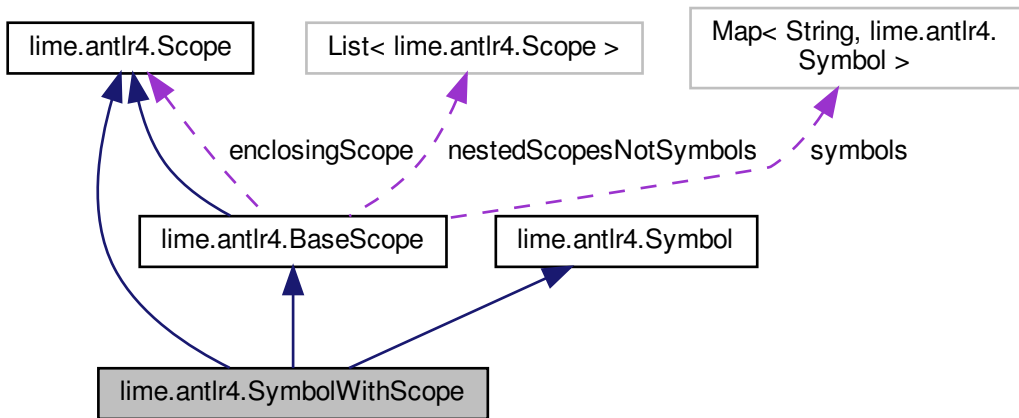 lime.antlr4.Scope
List< lime.antlr4.Scope >
Map< String, lime.antlr4.
Symbol >
enclosingScope
nestedScopesNotSymbols
symbols
lime.antlr4.BaseScope
lime.antlr4.Symbol
lime.antlr4.SymbolWithScope